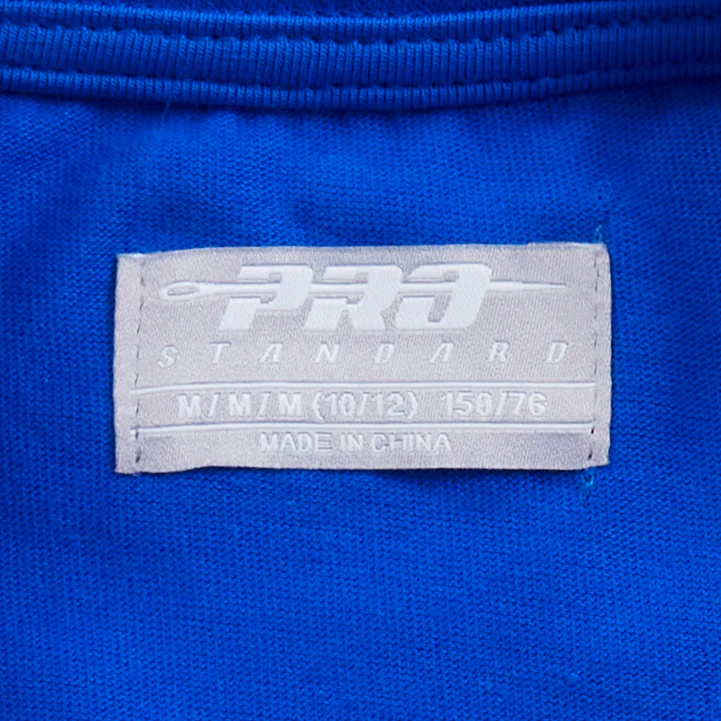 PRO
STANDARD
M/M/M (10/12) 150/76
MADE IN CHINA